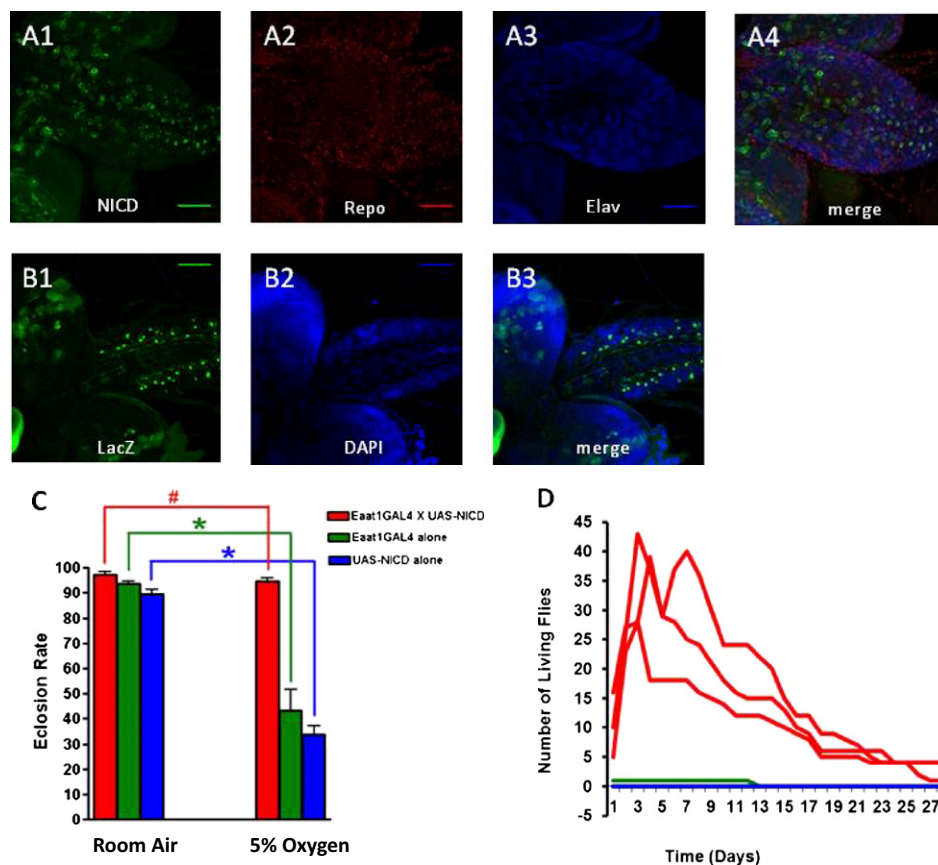 A1 A2 A3 A4
NICD Repo Elav merge
B1 B2 B3
LacZ DAPI merge
C
#
*
*
Eaat1GAL4 X UAS-NICD
Eaat1GAL4 alone
UAS-NICD alone
Eclosion Rate
100
90
80
70
60
50
40
30
20
10
0
Room Air 5% Oxygen
D
Number of Living Flies
45
40
35
30
25
20
15
10
5
0
-5
1 3 5 7 9 11 13 15 17 19 21 23 25 27
Time (Days)